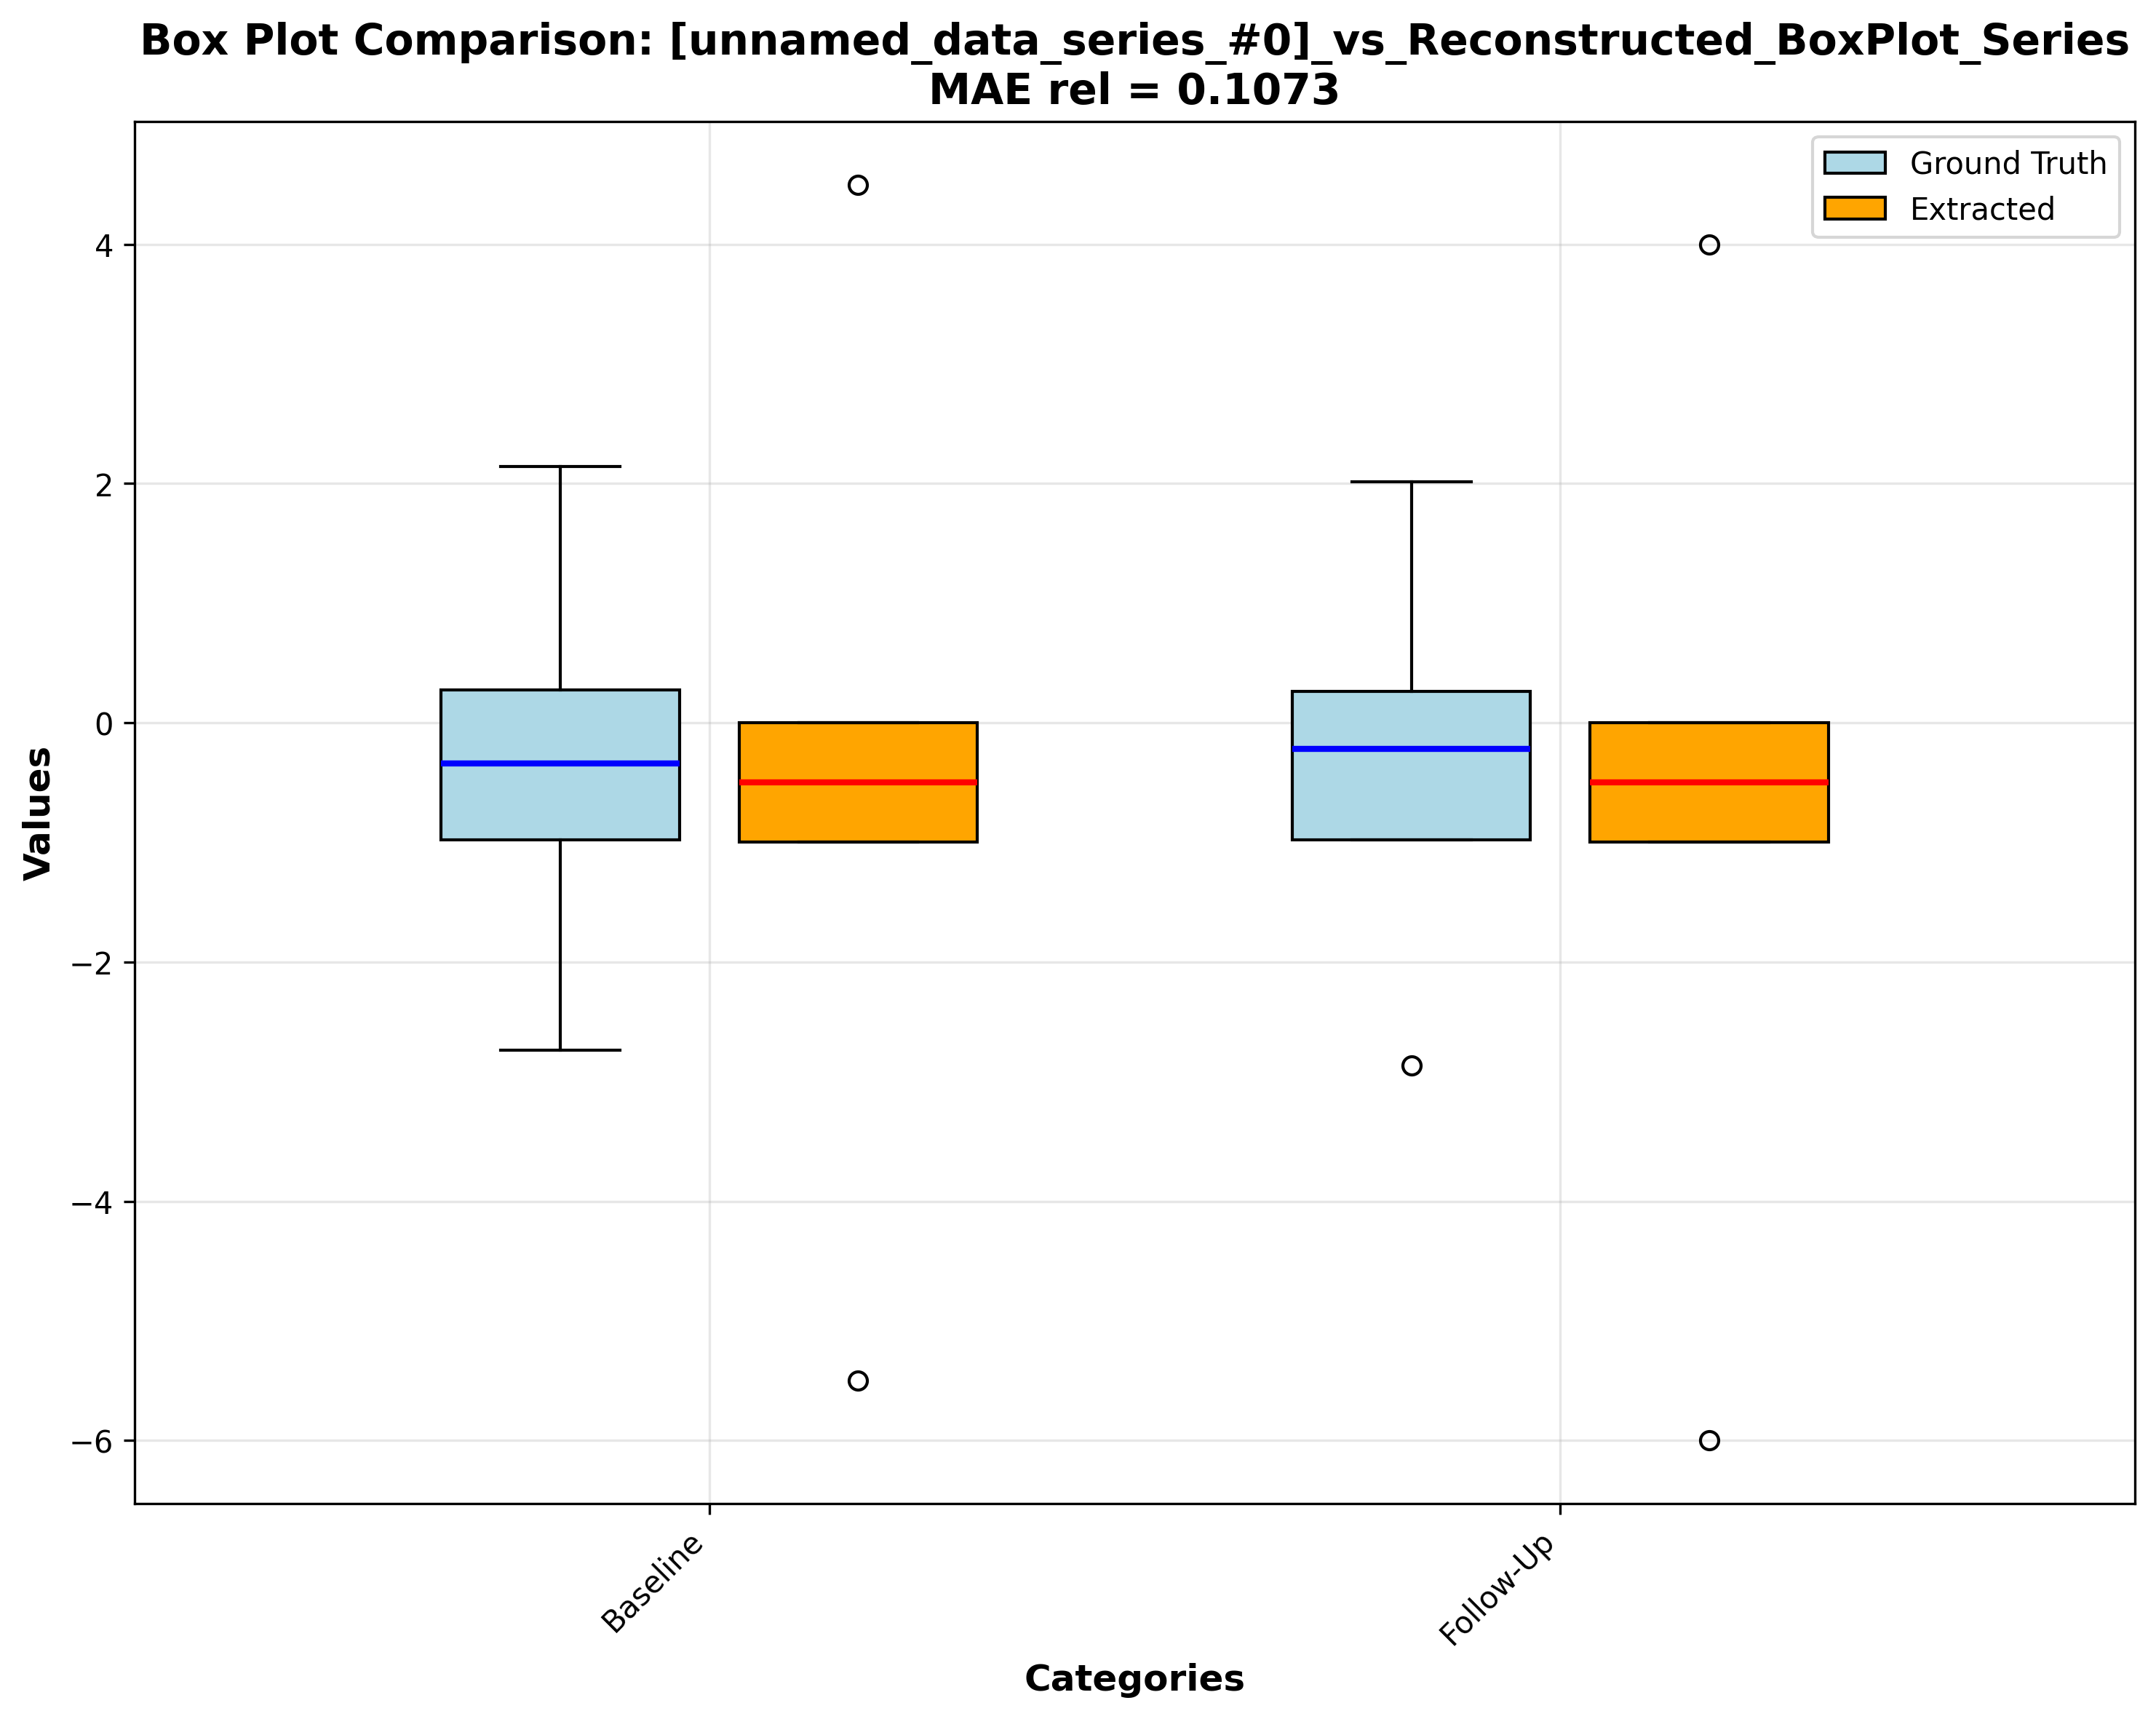 Box Plot Comparison: [unnamed_data_series_#0]_vs_Reconstructed_BoxPlot_Series
MAE rel = 0.1073
Ground Truth
Extracted
4
2
0
−2
−4
−6
Values
Baseline
Follow-Up
Categories